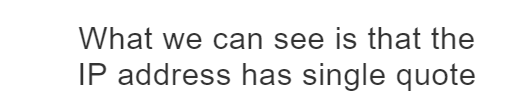 What we can see is that the
IP address has single quote